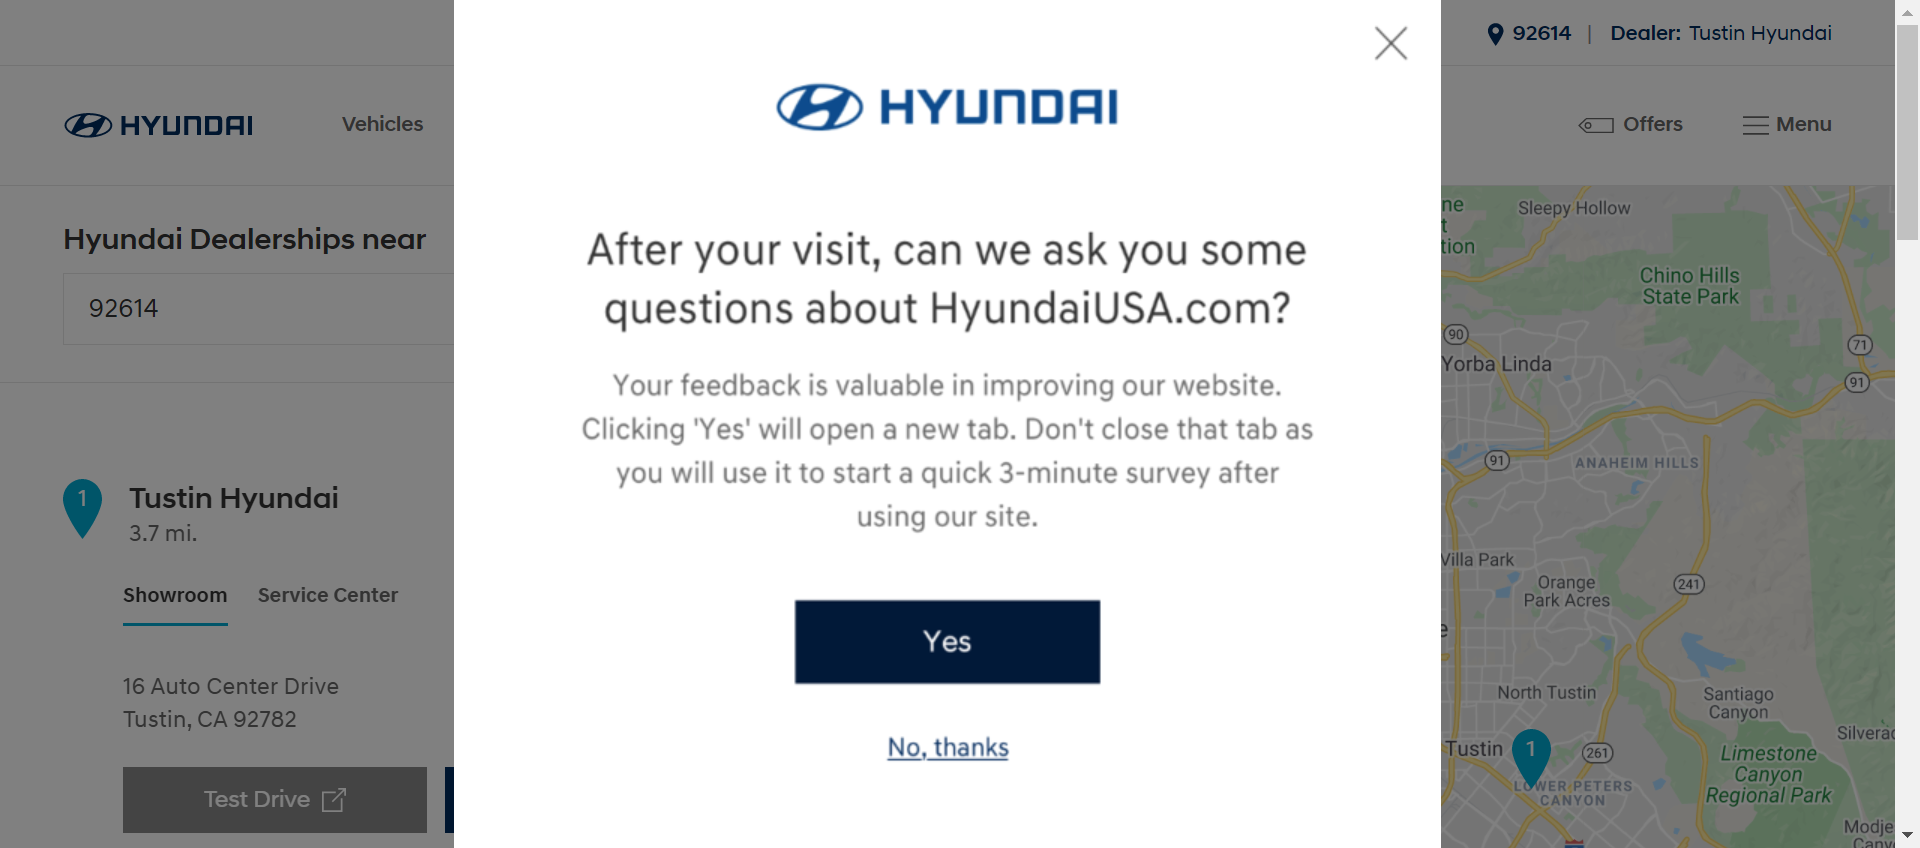 92614 | Dealer: Tustin Hyundai
HYUNDAI
Vehicles
Offers
Menu
Hyundai Dealerships near
92614
1
Tustin Hyundai
3.7 mi.
Showroom
Service Center
16 Auto Center Drive
Tustin, CA 92782
Test Drive
HYUNDAI
After your visit, can we ask you some
questions about HyundaiUSA.com?
Your feedback is valuable in improving our website.
Clicking 'Yes' will open a new tab. Don't close that tab as
you will use it to start a quick 3-minute survey after
using our site.
Yes
No, thanks
ne
t
tion
Sleepy Hollow
Chino Hills
State Park
90
71
Yorba Linda
91
91
ANAHEIM HILLS
Villa Park
Orange
Park Acres
241
e
North Tustin
Santiago
Canyon
Silverac
Tustin
1
261
Limestone
Canyon
Regional Park
LOWER PETERS
CANYON
Modje
Canyo